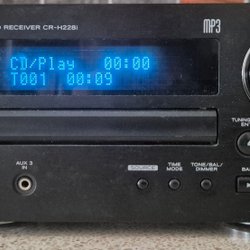 RECEIVER CR-H228i
MP3
CD/Play 00:00
T001 00:09
TUNING
AUX 3
IN
SOURCE
TIME
MODE
TONE/BAL/
DIMMER